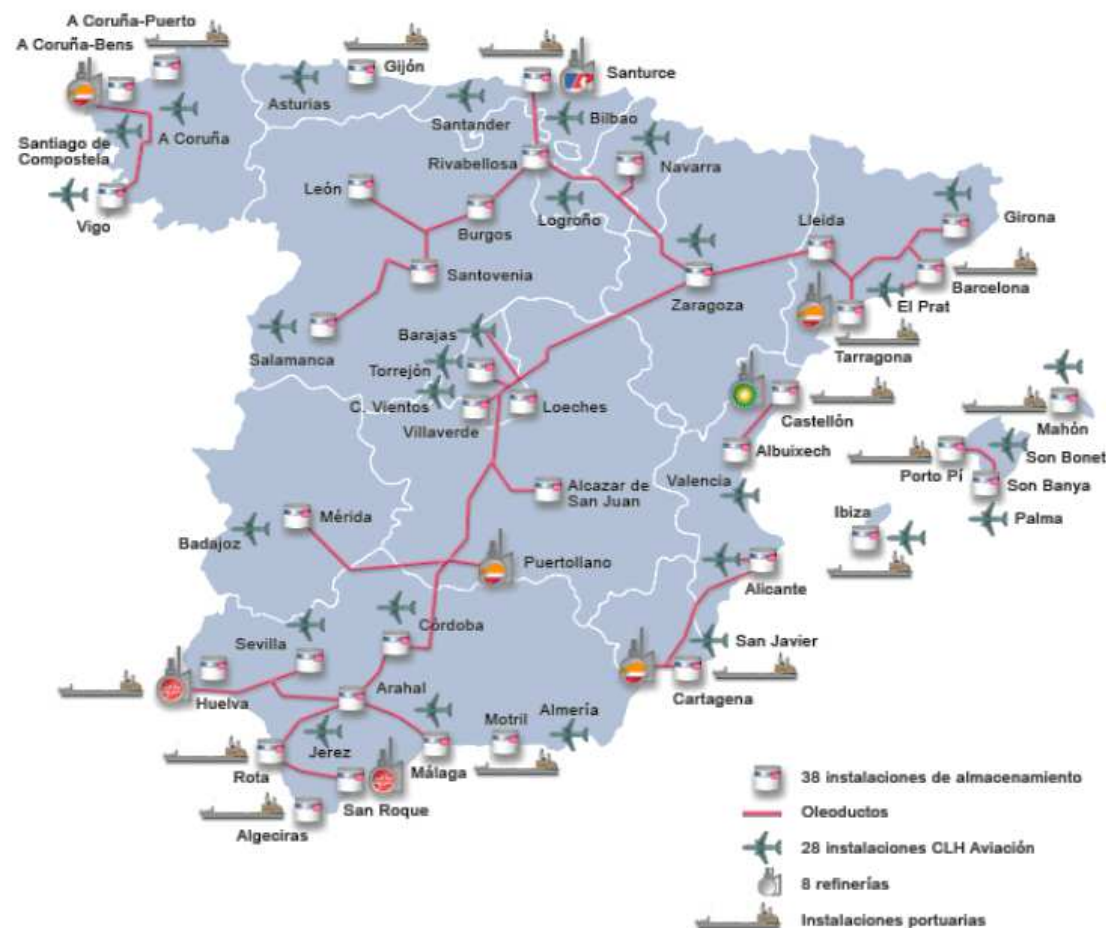 A Coruña-Puerto
A Coruña-Bens
Gijón
Santurce
Asturias
Santander
Bilbao
A Coruña
Santiago de
Compostela
Rivabellosa
Navarra
León
Vigo
Burgos
Logroño
Lleida
Girona
Santovenia
Zaragoza
El Prat
Barcelona
Barajas
Salamanca
Torrejón
Tarragona
C. Vientos
Loeches
Villaverde
Castellón
Mahón
Albuixech
Son Bonet
Porto Pí
Alcazar de
San Juan
Valencia
Son Banya
Mérida
Ibiza
Palma
Badajoz
Puertollano
Alicante
Córdoba
Sevilla
San Javier
Huelva
Arahal
Cartagena
Motril
Almería
Jerez
Rota
Málaga
San Roque
Algeciras
38 instalaciones de almacenamiento
Oleoductos
28 instalaciones CLH Aviación
8 refinerías
Instalaciones portuarias